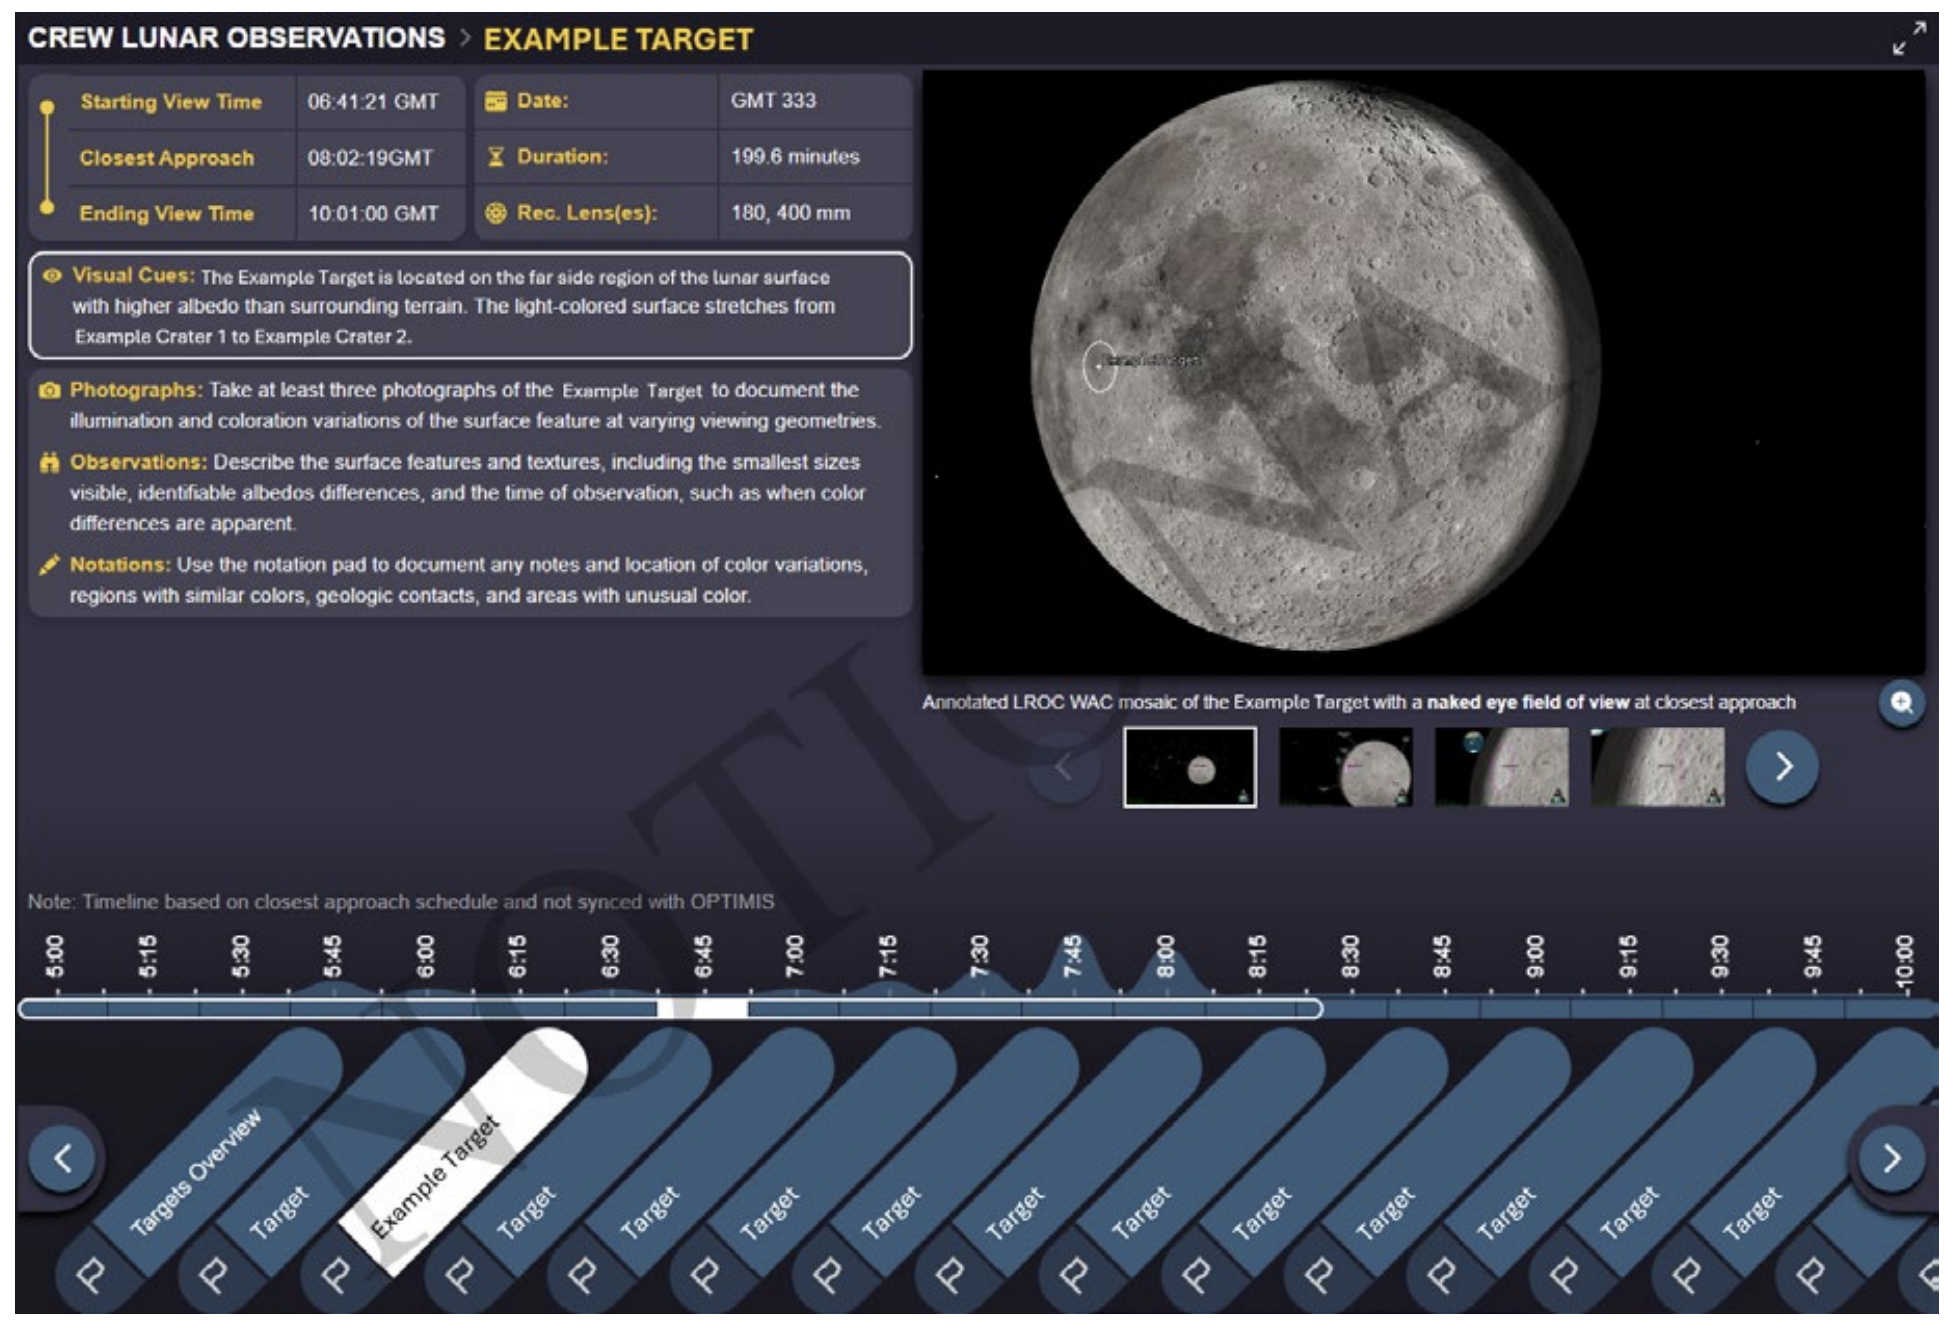 CREW LUNAR OBSERVATIONS > EXAMPLE TARGET
Starting View Time 06:41:21 GMT
Closest Approach 08:02:19GMT
Ending View Time 10:01:00 GMT
Date: GMT 333
Duration: 199.6 minutes
Rec. Lens(es): 180, 400 mm
Visual Cues: The Example Target is located on the far side region of the lunar surface
with higher albedo than surrounding terrain. The light-colored surface stretches from
Example Crater 1 to Example Crater 2.
Photographs: Take at least three photographs of the Example Target to document the
illumination and coloration variations of the surface feature at varying viewing geometries.
Observations: Describe the surface features and textures, including the smallest sizes
visible, identifiable albedos differences, and the time of observation, such as when color
differences are apparent.
Notations: Use the notation pad to document any notes and location of color variations,
regions with similar colors, geologic contacts, and areas with unusual color.
Example Target
Annotated LROC WAC mosaic of the Example Target with a naked eye field of view at closest approach
Note: Timeline based on closest approach schedule and not synced with OPTIMIS
5:00 5:15 5:30 5:45 6:00 6:15 6:30 6:45 7:00 7:15 7:30 7:45 8:00 8:15 8:30 8:45 9:00 9:15 9:30 9:45 10:00
Targets Overview
Target
Example Target
Target
Target
Target
Target
Target
Target
Target
Target
Target
Target
Target
NOTIONAL